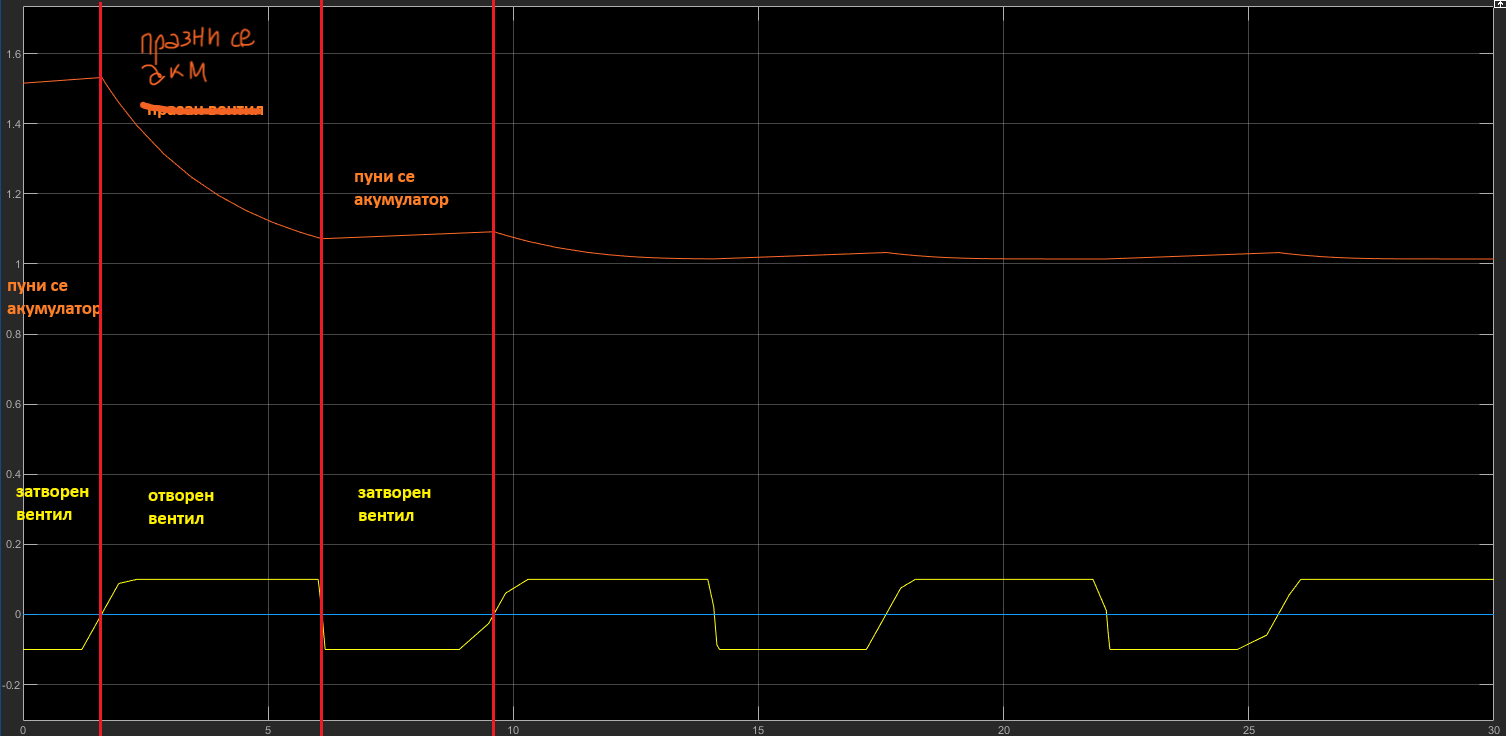 1.6
празни се
акм
празан вентил
1.4
пуни се
акумулатор
1.2
1
пуни се
акумулатор
0.8
0.6
0.4
затворен
вентил
отворен
вентил
затворен
вентил
0.2
0
-0.2
0 5 10 15 20 25 30